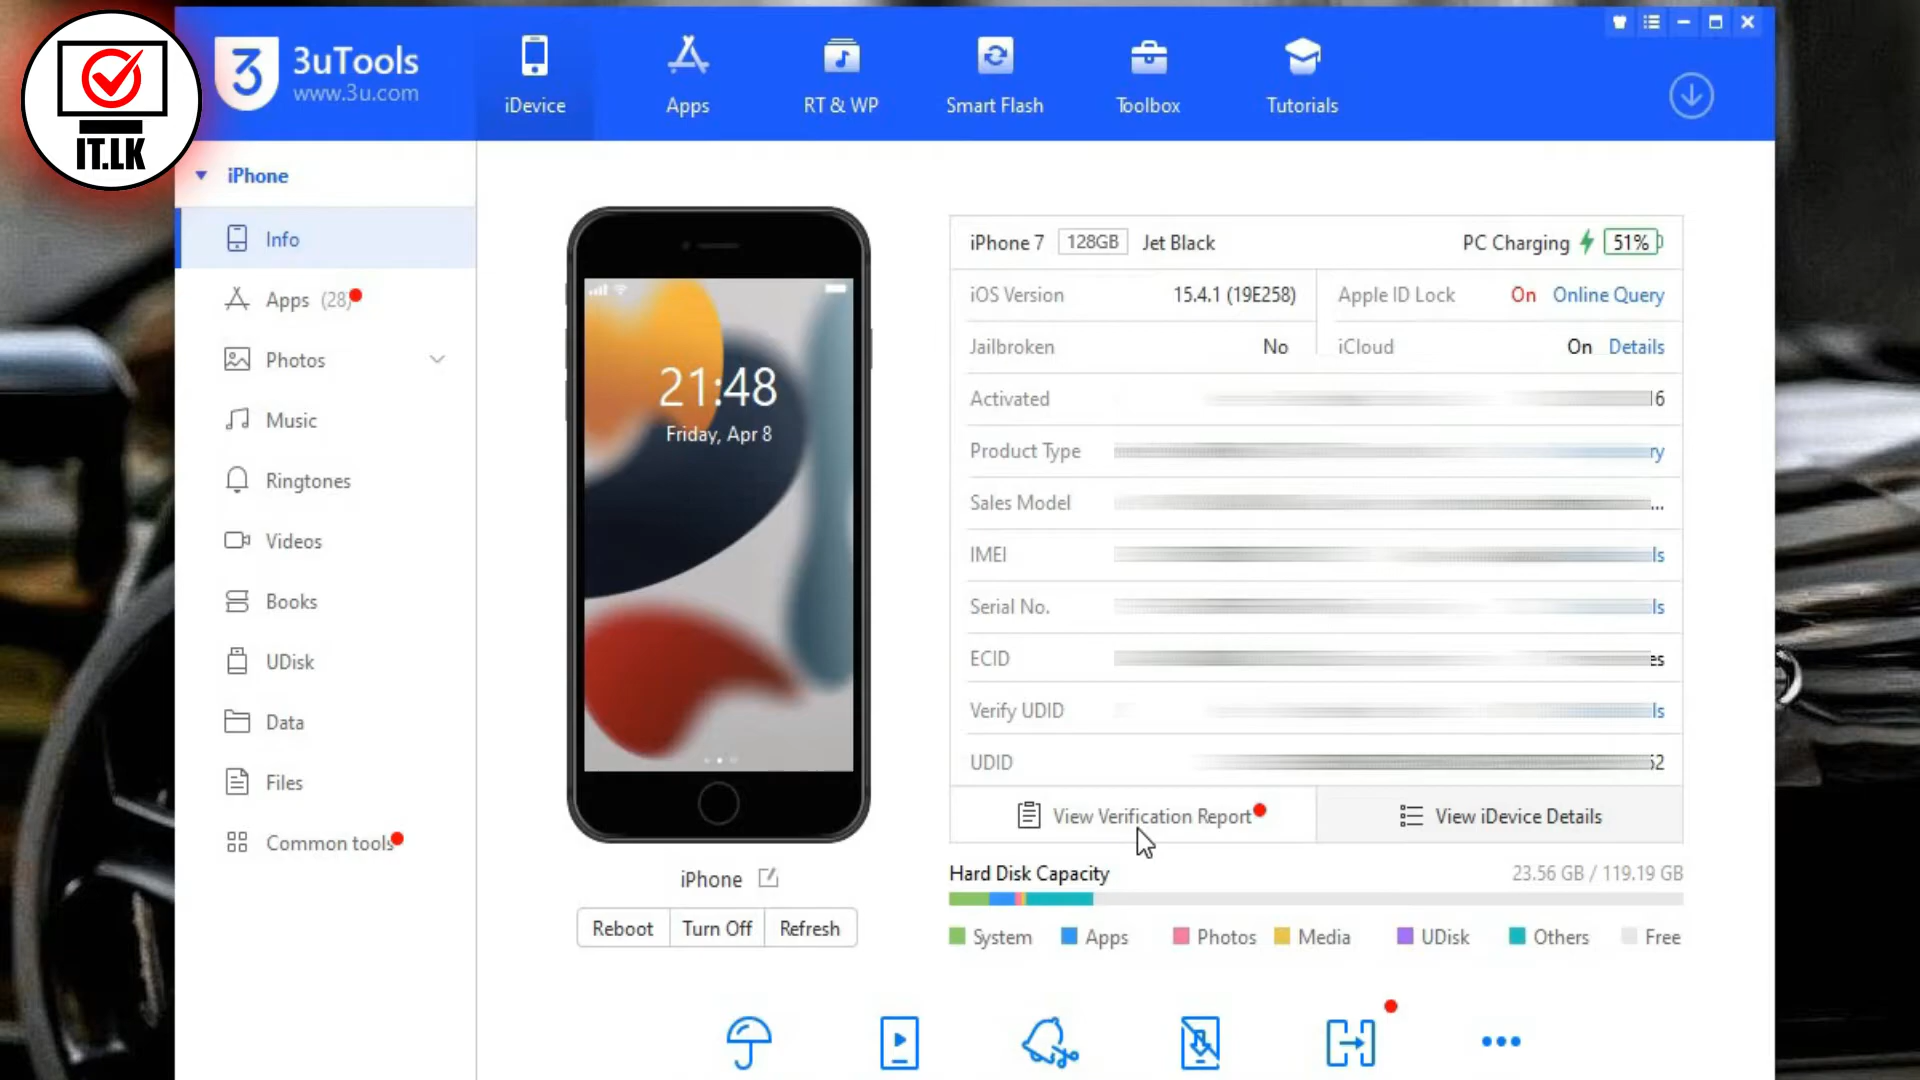 IT.LK
3
3uTools
www.3u.com
iDevice
Apps
RT & WP
Smart Flash
Toolbox
Tutorials
iPhone
Info
Apps (28)
Photos
Music
Ringtones
Videos
Books
UDisk
Data
Files
Common tools
21:48
Friday, Apr 8
iPhone
Reboot Turn Off Refresh
iPhone 7 128GB Jet Black PC Charging 51%
iOS Version 15.4.1 (19E258) Apple ID Lock On Online Query
Jailbroken No iCloud On Details
Activated
Product Type
Sales Model ...
IMEI
Serial No.
ECID
Verify UDID
UDID
View Verification Report View iDevice Details
Hard Disk Capacity 23.56 GB / 119.19 GB
System Apps Photos Media UDisk Others Free